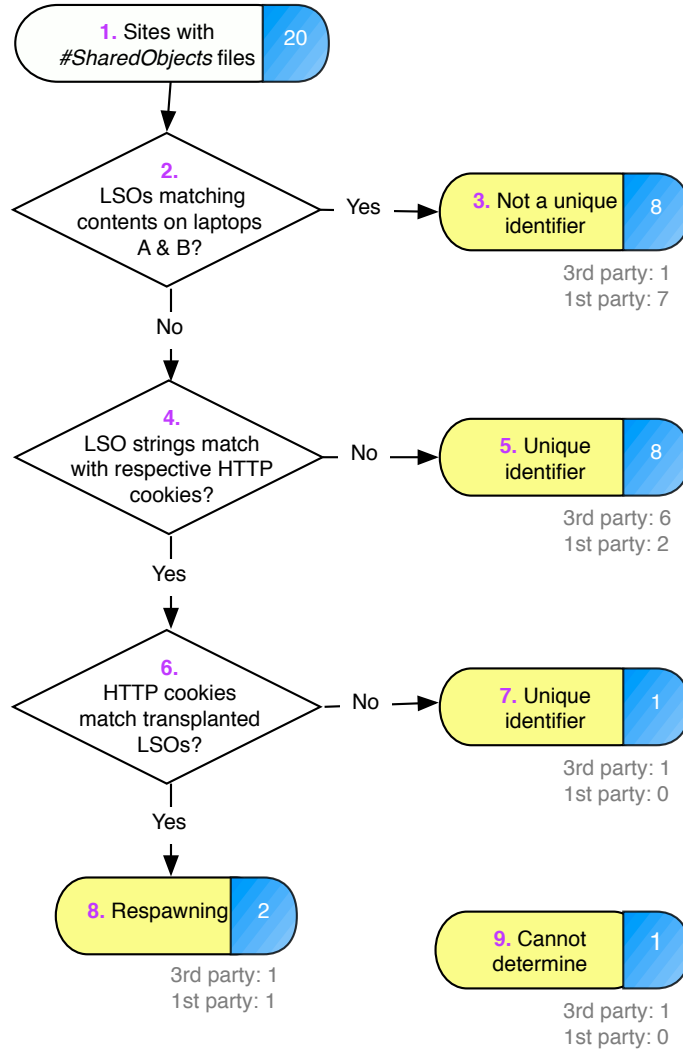 1. Sites with
#SharedObjects files
20
2.
LSOs matching
contents on laptops
A & B?
Yes
3. Not a unique
identifier
8
3rd party: 1
1st party: 7
No
4.
LSO strings match
with respective HTTP
cookies?
No
5. Unique
identifier
8
3rd party: 6
1st party: 2
Yes
6.
HTTP cookies
match transplanted
LSOs?
No
7. Unique
identifier
1
3rd party: 1
1st party: 0
Yes
8. Respawning
2
3rd party: 1
1st party: 1
9. Cannot
determine
1
3rd party: 1
1st party: 0